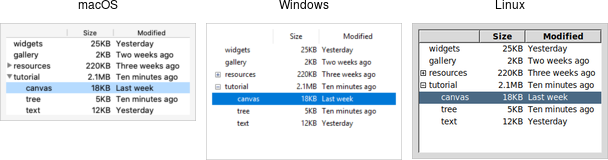 macOS
Size Modified
widgets 25KB Yesterday
gallery 2KB Two weeks ago
resources 220KB Three weeks ago
tutorial 2.1MB Ten minutes ago
canvas 18KB Last week
tree 5KB Ten minutes ago
text 12KB Yesterday
Windows
Size Modified
widgets 25KB Yesterday
gallery 2KB Two weeks ago
resources 220KB Three weeks ago
tutorial 2.1MB Ten minutes ago
canvas 18KB Last week
tree 5KB Ten minutes ago
text 12KB Yesterday
Linux
Size Modified
widgets 25KB Yesterday
gallery 2KB Two weeks ago
resources 220KB Three weeks ago
tutorial 2.1MB Ten minutes ago
canvas 18KB Last week
tree 5KB Ten minutes ago
text 12KB Yesterday